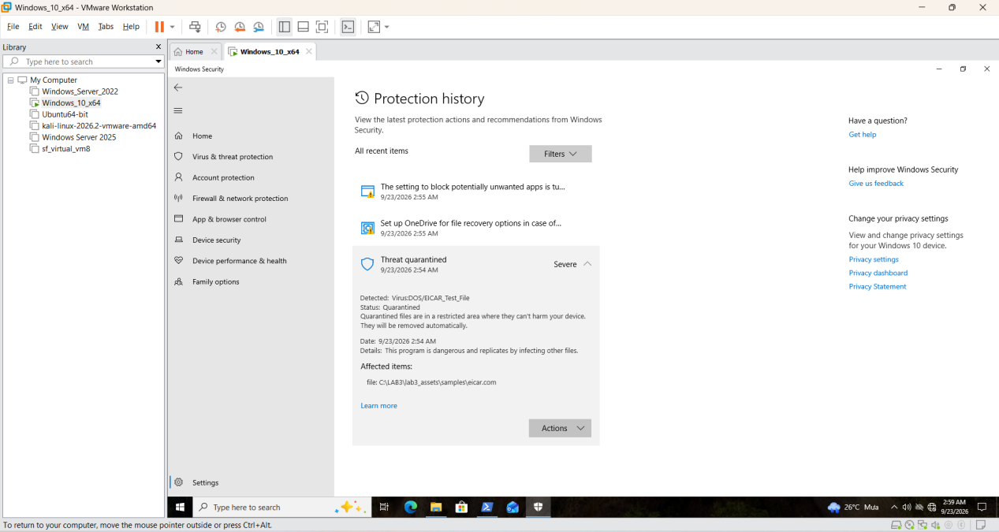 Windows_10_x64 - VMware Workstation
File Edit View VM Tabs Help
Library
Type here to search
My Computer
Windows_Server_2022
Windows_10_x64
Ubuntu64-bit
kali-linux-2026.2-vmware-amd64
Windows Server 2025
sf_virtual_vm8
Home
Windows_10_x64
Windows Security
Home
Virus & threat protection
Account protection
Firewall & network protection
App & browser control
Device security
Device performance & health
Family options
Settings
Protection history
View the latest protection actions and recommendations from Windows
Security.
All recent items
Filters
The setting to block potentially unwanted apps is tu...
9/23/2026 2:55 AM
Set up OneDrive for file recovery options in case of...
9/23/2026 2:55 AM
Threat quarantined
9/23/2026 2:54 AM
Severe
Detected: Virus:DOS/EICAR_Test_File
Status: Quarantined
Quarantined files are in a restricted area where they can't harm your device.
They will be removed automatically.
Date: 9/23/2026 2:54 AM
Details: This program is dangerous and replicates by infecting other files.
Affected items:
file: C:\LAB3\lab3_assets\samples\eicar.com
Learn more
Actions
Have a question?
Get help
Help improve Windows Security
Give us feedback
Change your privacy settings
View and change privacy settings
for your Windows 10 device.
Privacy settings
Privacy dashboard
Privacy Statement
Type here to search
26°C Mưa
2:59 AM
9/23/2026
To return to your computer, move the mouse pointer outside or press Ctrl+Alt.